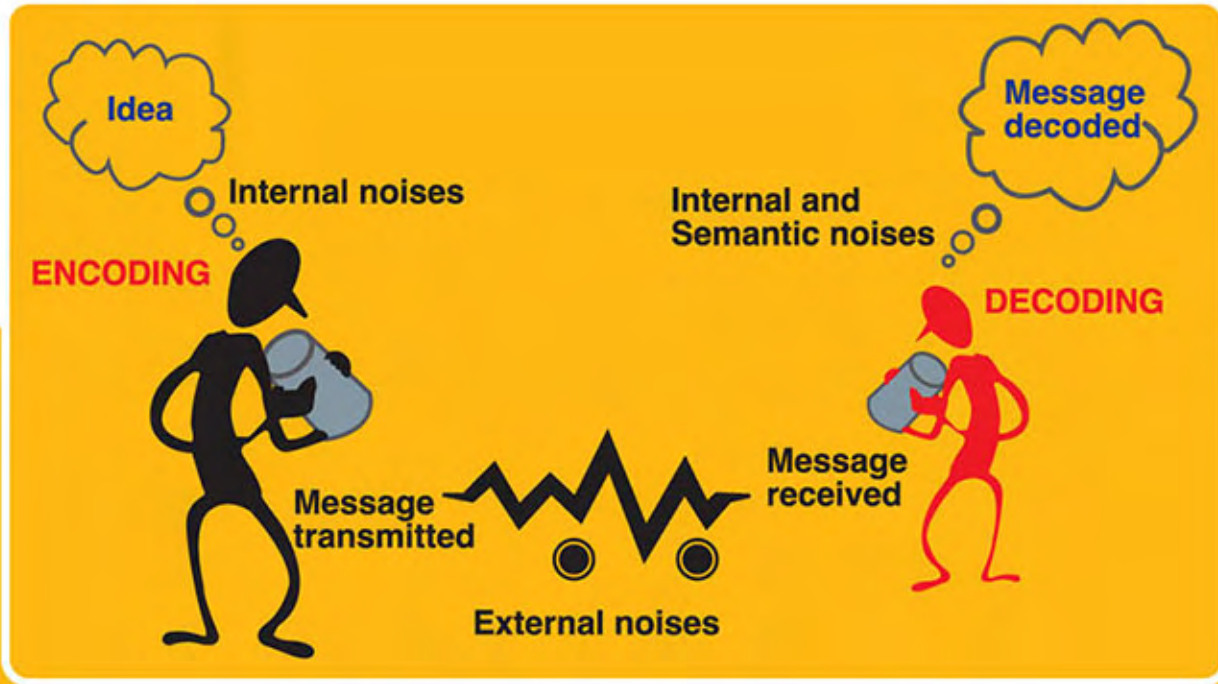 Idea
Internal noises
ENCODING
Message
transmitted
External noises
Message
received
Internal and
Semantic noises
DECODING
Message
decoded